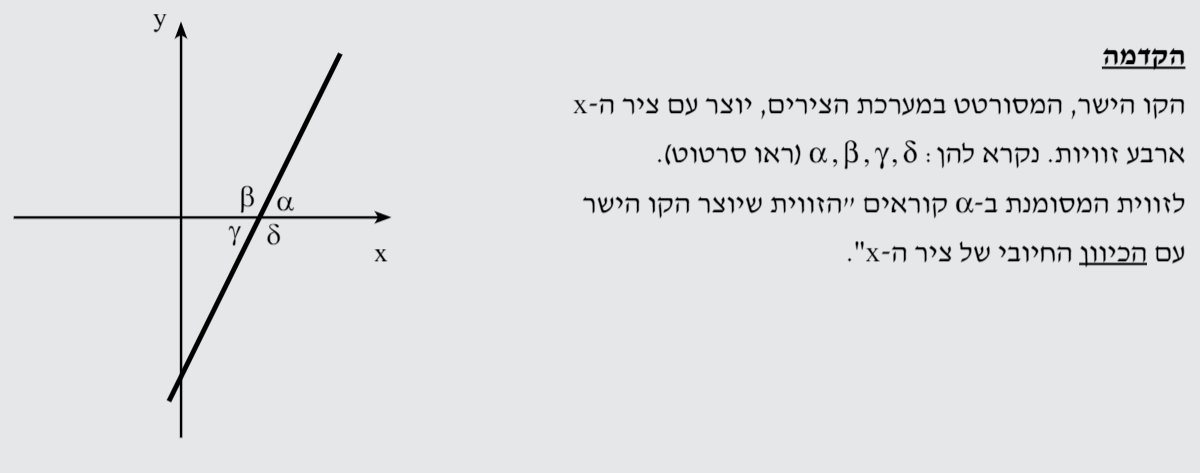 הקדמה
הקו הישר, המסורטט במערכת הצירים, יוצר עם ציר ה-x
ארבע זוויות. נקרא להן: α, β, γ, δ (ראו סרטוט).
לזווית המסומנת ב-α קוראים "הזווית שיוצר הקו הישר
עם הכיוון החיובי של ציר ה-x".
y
β α
γ δ
x